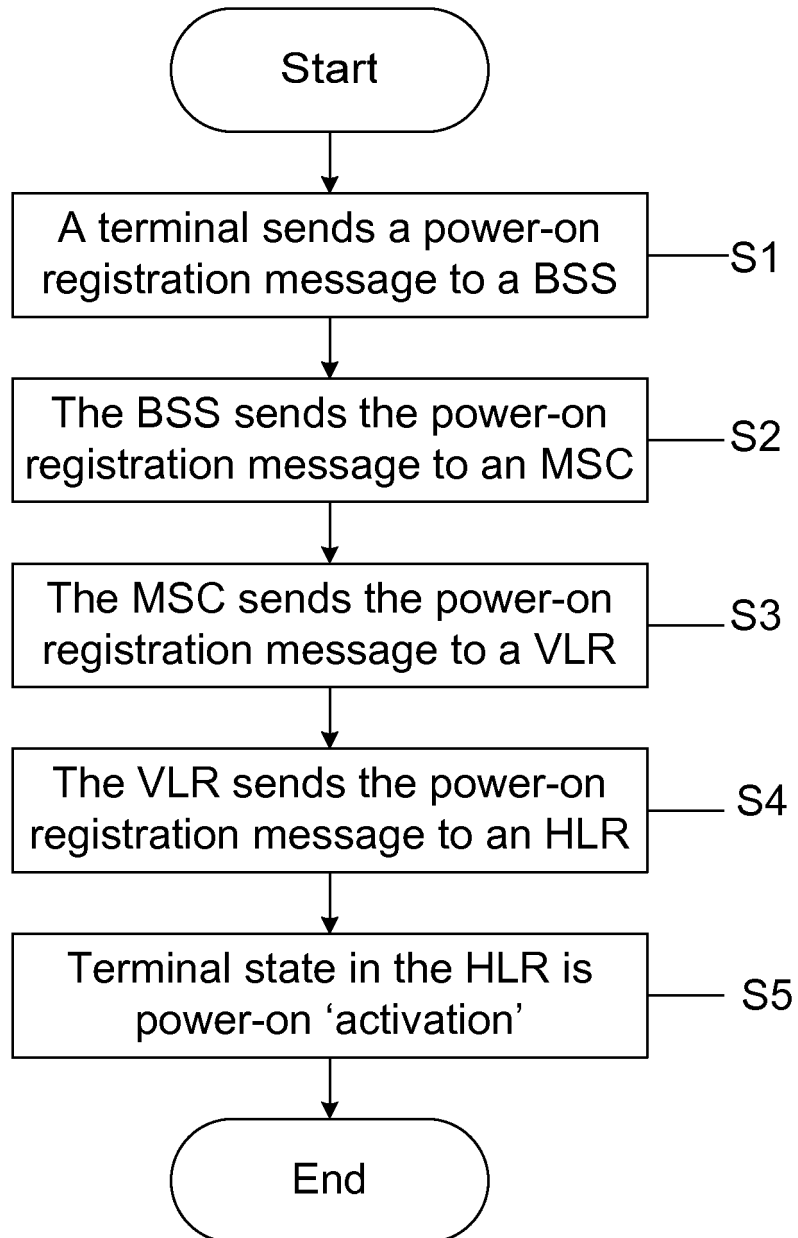 Start
A terminal sends a power-on
registration message to a BSS
S1
The BSS sends the power-on
registration message to an MSC
S2
The MSC sends the power-on
registration message to a VLR
S3
The VLR sends the power-on
registration message to an HLR
S4
Terminal state in the HLR is
power-on ‘activation’
S5
End